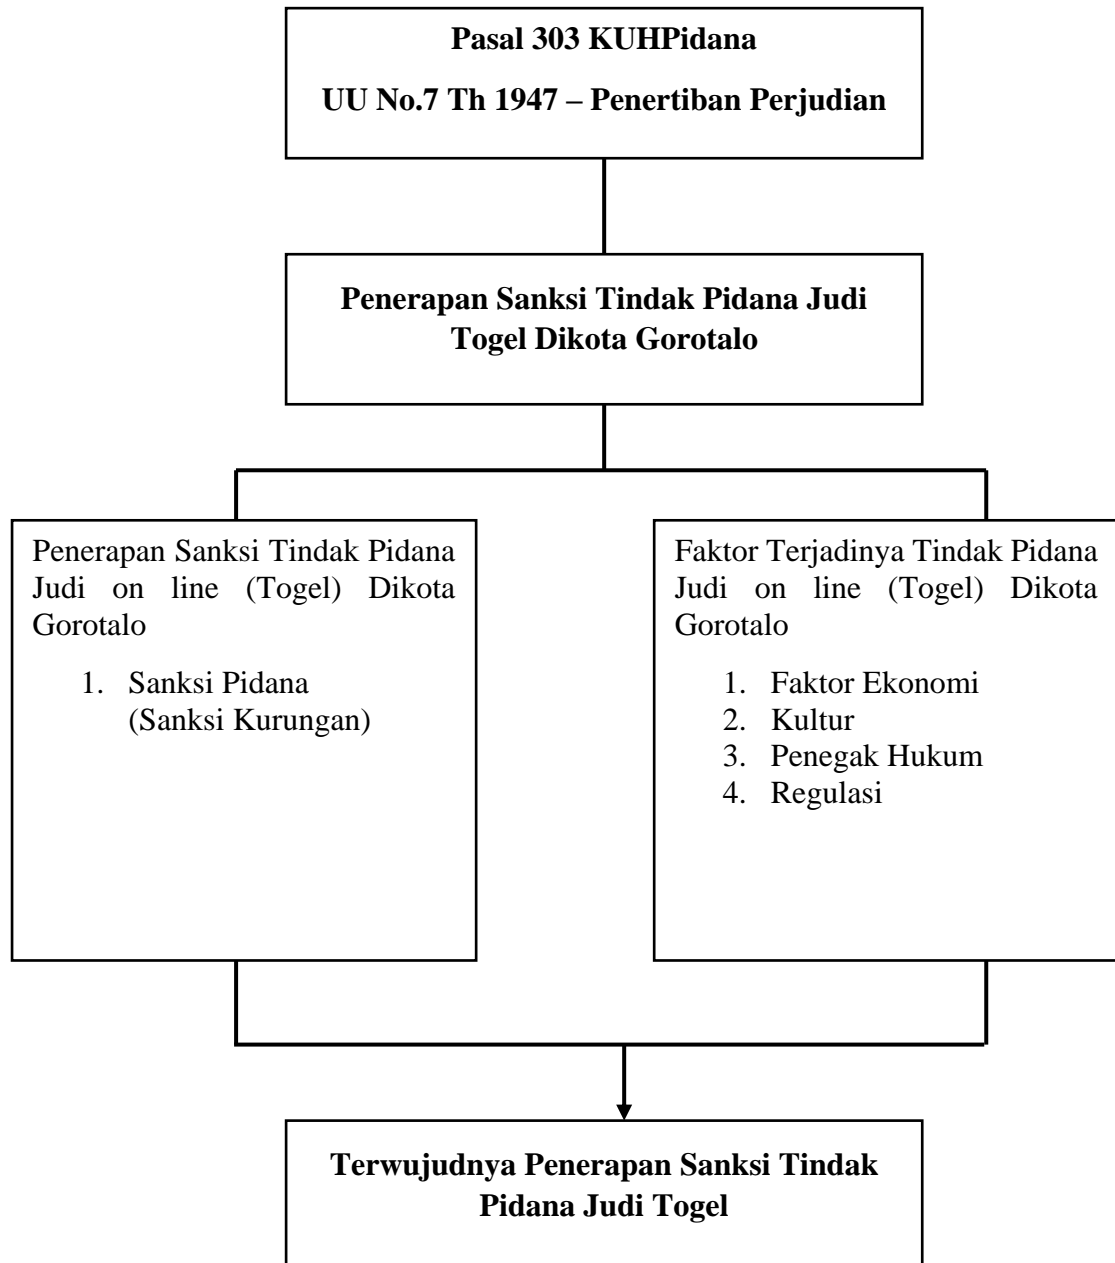 Pasal 303 KUHPidana
UU No.7 Th 1947 – Penertiban Perjudian
Penerapan Sanksi Tindak Pidana Judi
Togel Dikota Gorotalo
Penerapan Sanksi Tindak Pidana
Judi on line (Togel) Dikota
Gorotalo
1. Sanksi Pidana
(Sanksi Kurungan)
Faktor Terjadinya Tindak Pidana
Judi on line (Togel) Dikota
Gorotalo
1. Faktor Ekonomi
2. Kultur
3. Penegak Hukum
4. Regulasi
Terwujudnya Penerapan Sanksi Tindak
Pidana Judi Togel